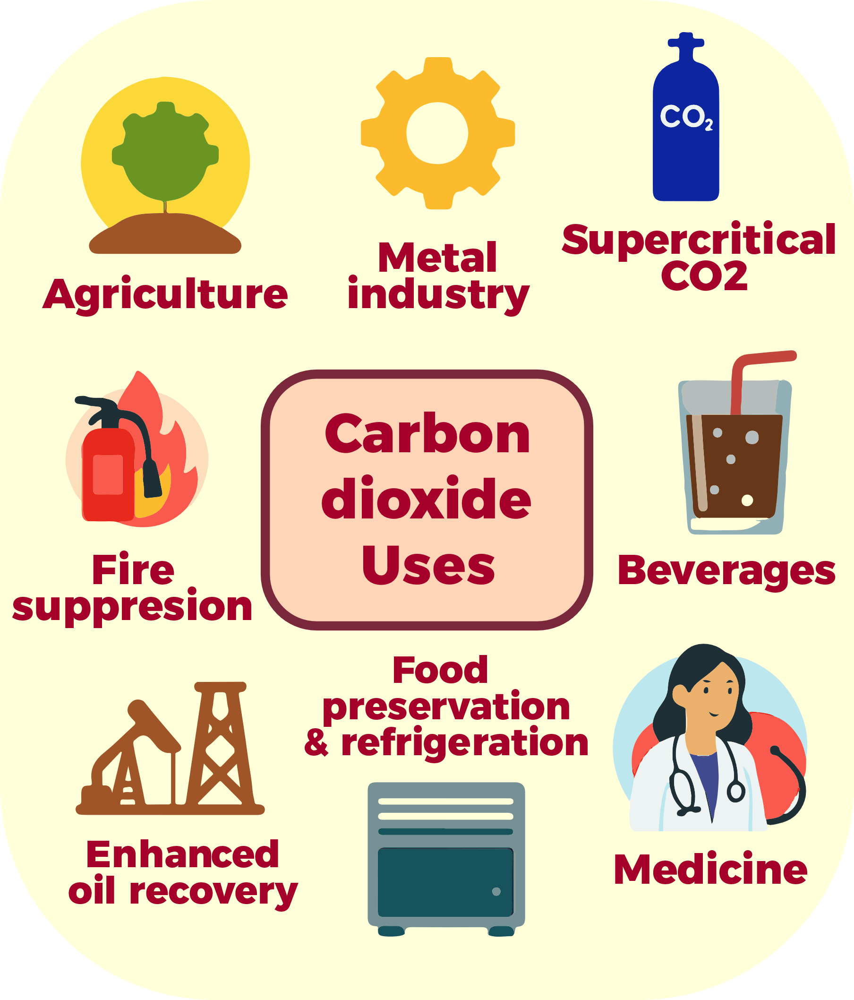 CO₂
Agriculture
Metal
industry
Supercritical
CO2
Carbon
dioxide
Uses
Fire
suppresion
Beverages
Food
preservation
& refrigeration
Enhanced
oil recovery
Medicine